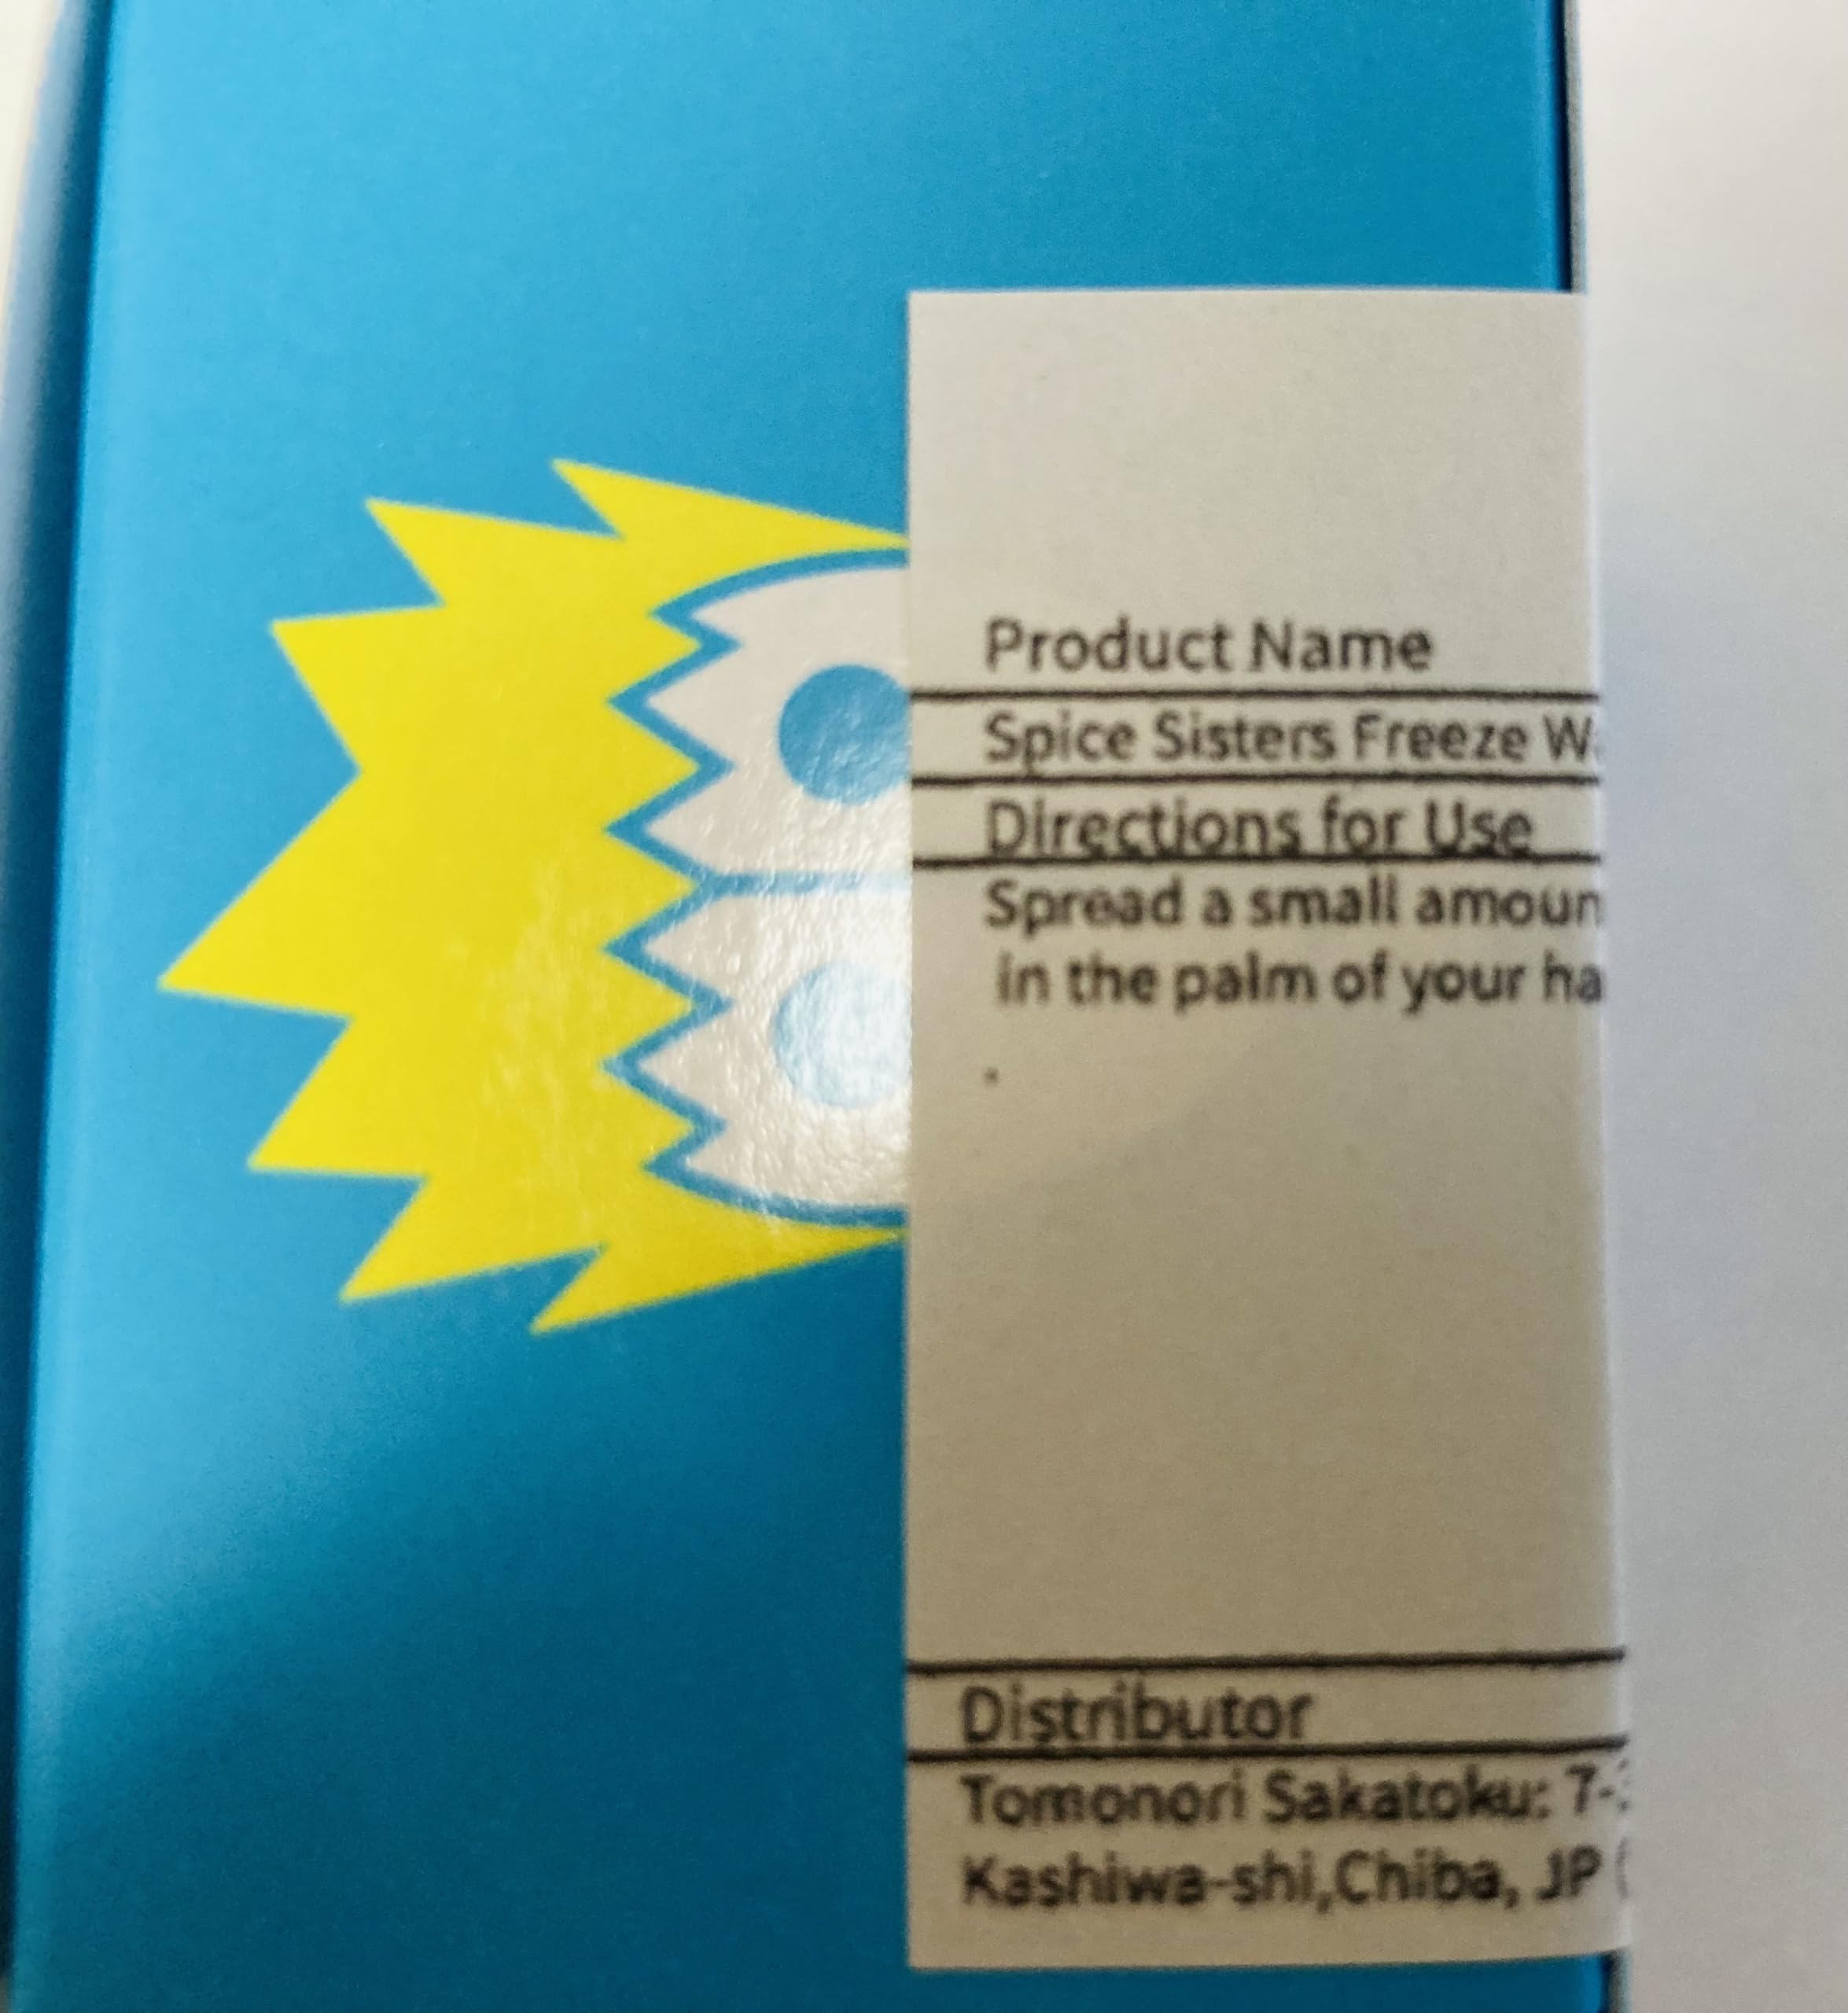 Product Name
Spice Sisters Freeze
Directions for Use
Spread a small amoun
in the palm of your ha
.
Distributor
Tomonori Sakatoku: 7-
Kashiwa-shi,Chiba, JP